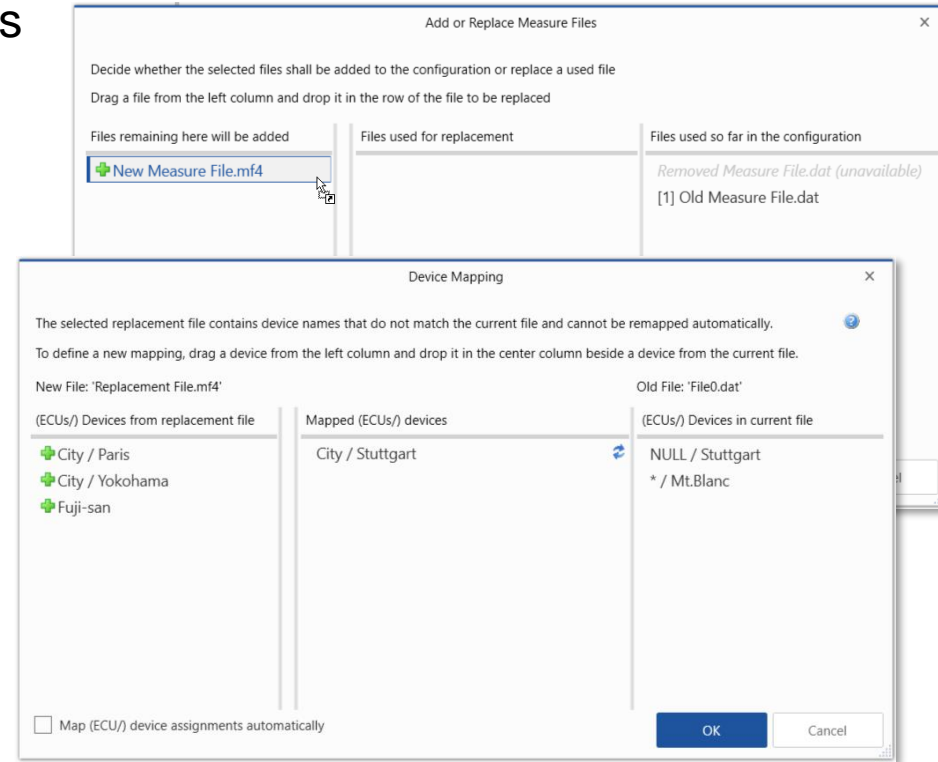 s
Add or Replace Measure Files
Decide whether the selected files shall be added to the configuration or replace a used file
Drag a file from the left column and drop it in the row of the file to be replaced
Files remaining here will be added
Files used for replacement
Files used so far in the configuration
New Measure File.mf4
Removed Measure File.dat (unavailable)
[1] Old Measure File.dat
Device Mapping
The selected replacement file contains device names that do not match the current file and cannot be remapped automatically.
To define a new mapping, drag a device from the left column and drop it in the center column beside a device from the current file.
New File: 'Replacement File.mf4'
Old File: 'File0.dat'
(ECUs/) Devices from replacement file
Mapped (ECUs/) devices
(ECUs/) Devices in current file
City / Paris
City / Stuttgart
NULL / Stuttgart
City / Yokohama
* / Mt.Blanc
Fuji-san
Map (ECU/) device assignments automatically
OK
Cancel